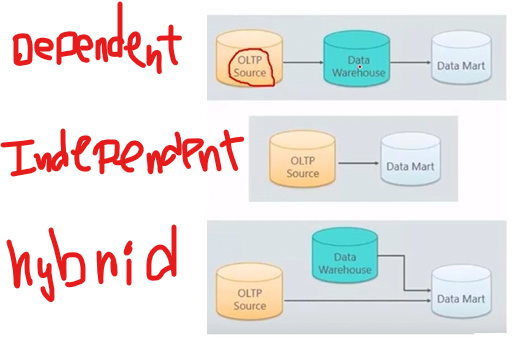 Dependent
OLTP
Source
Data
Warehouse
Data Mart
Independent
OLTP
Source
Data Mart
hybrid
Data
Warehouse
OLTP
Source
Data Mart